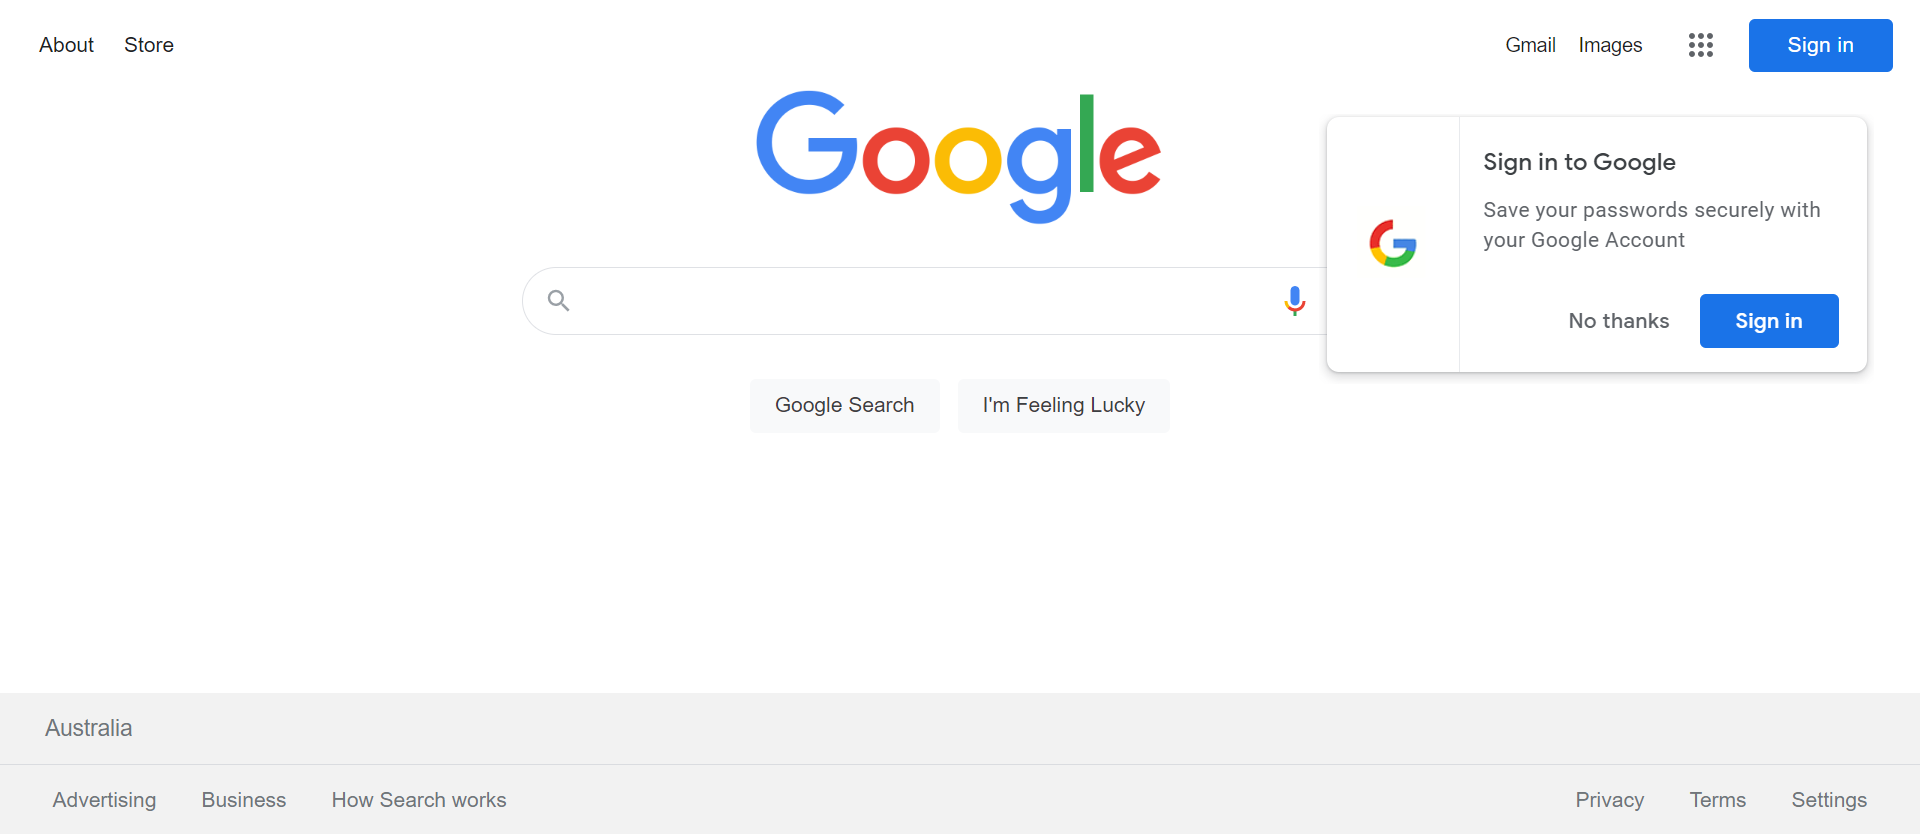 About Store Gmail Images Sign in
Google
Sign in to Google
Save your passwords securely with
your Google Account
No thanks Sign in
Google Search I'm Feeling Lucky
Australia
Advertising Business How Search works Privacy Terms Settings